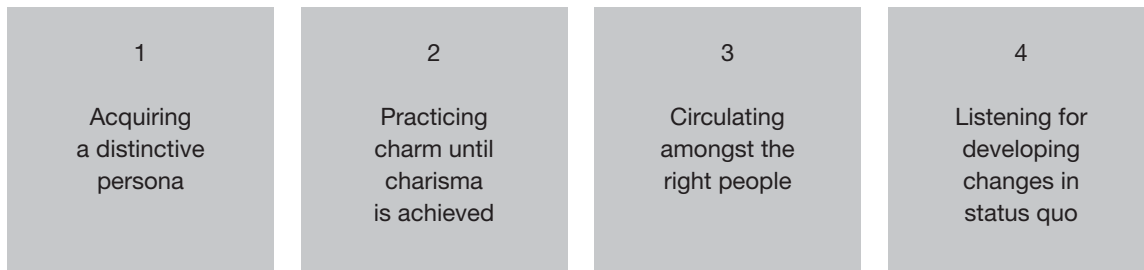 1
Acquiring
a distinctive
persona
2
Practicing
charm until
charisma
is achieved
3
Circulating
amongst the
right people
4
Listening for
developing
changes in
status quo